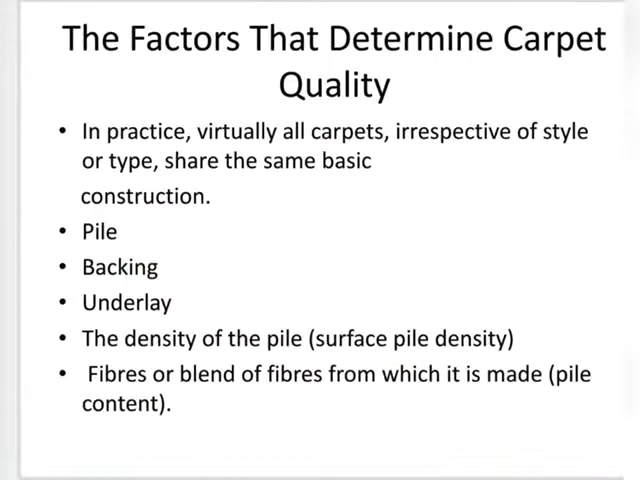 The Factors That Determine Carpet
Quality
• In practice, virtually all carpets, irrespective of style
or type, share the same basic
construction.
• Pile
• Backing
• Underlay
• The density of the pile (surface pile density)
• Fibres or blend of fibres from which it is made (pile
content).